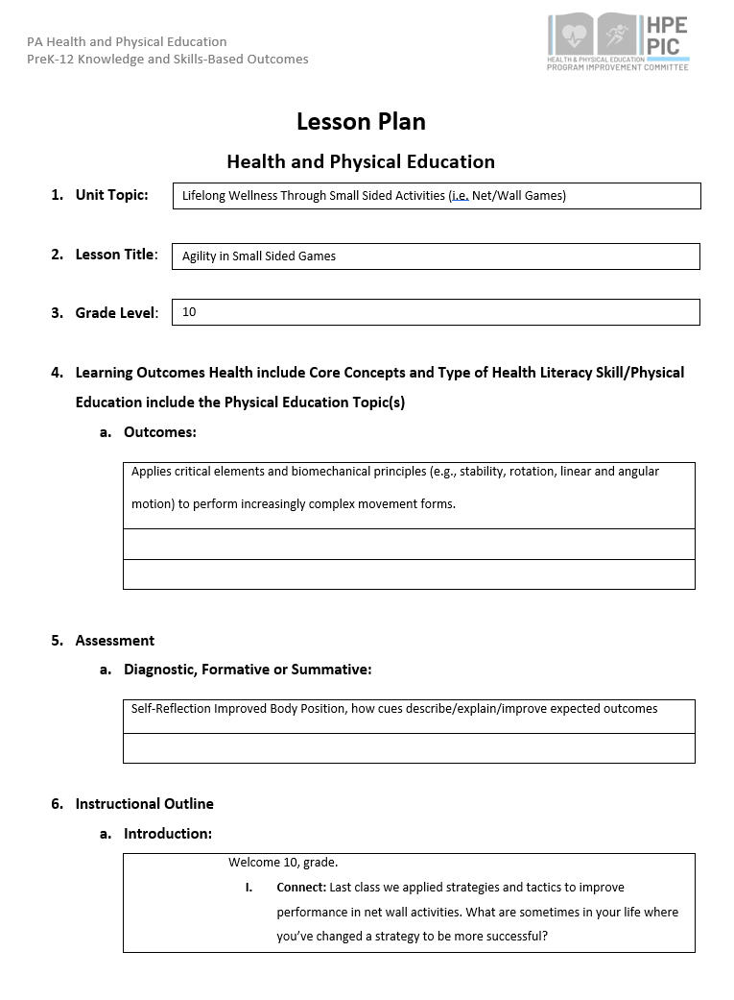 PA Health and Physical Education
PreK-12 Knowledge and Skills-Based Outcomes
HPE
PIC
HEALTH & PHYSICAL EDUCATION
PROGRAM IMPROVEMENT COMMITTEE
Lesson Plan
Health and Physical Education
1. Unit Topic: Lifelong Wellness Through Small Sided Activities (i.e. Net/Wall Games)
2. Lesson Title: Agility in Small Sided Games
3. Grade Level: 10
4. Learning Outcomes Health include Core Concepts and Type of Health Literacy Skill/Physical
Education include the Physical Education Topic(s)
a. Outcomes:
Applies critical elements and biomechanical principles (e.g., stability, rotation, linear and angular
motion) to perform increasingly complex movement forms.
5. Assessment
a. Diagnostic, Formative or Summative:
Self-Reflection Improved Body Position, how cues describe/explain/improve expected outcomes
6. Instructional Outline
a. Introduction:
Welcome 10, grade.
I. Connect: Last class we applied strategies and tactics to improve
performance in net wall activities. What are sometimes in your life where
you've changed a strategy to be more successful?